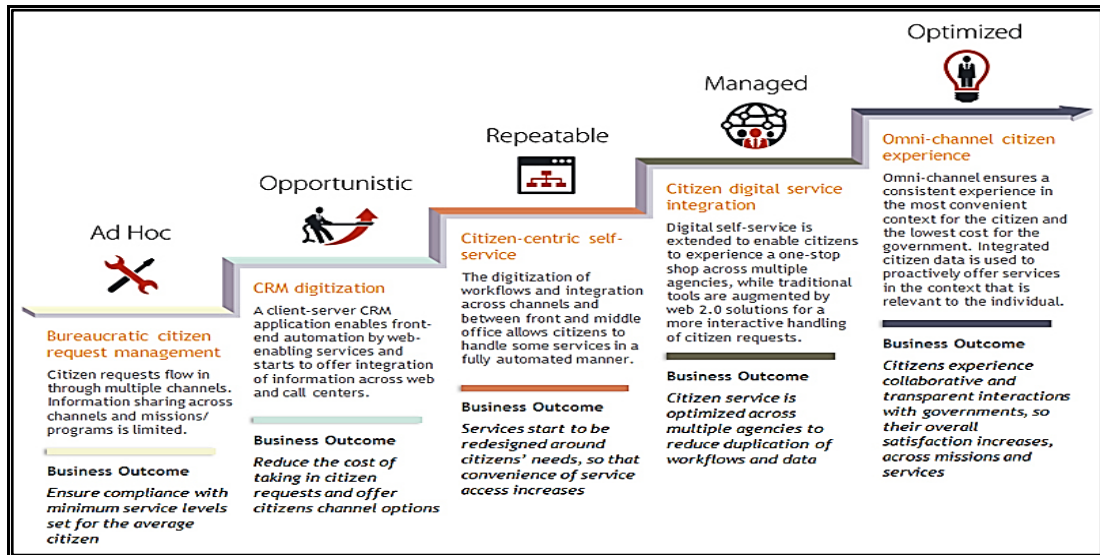 Ad Hoc
Bureaucratic citizen
request management
Citizen requests flow in
through multiple channels.
Information sharing across
channels and missions/
programs is limited.
Business Outcome
Ensure compliance with
minimum service levels
set for the average
citizen
Opportunistic
CRM digitization
A client-server CRM
application enables front-
end automation by web-
enabling services and
starts to offer integration
of information across web
and call centers.
Business Outcome
Reduce the cost of
taking in citizen
requests and offer
citizens channel options
Repeatable
Citizen-centric self-
service
The digitization of
workflows and integration
across channels and
between front and middle
office allows citizens to
handle some services in a
fully automated manner.
Business Outcome
Services start to be
redesigned around
citizens' needs, so that
convenience of service
access increases
Managed
Citizen digital service
integration
Digital self-service is
extended to enable citizens
to experience a one-stop
shop across multiple
agencies, while traditional
tools are augmented by
web 2.0 solutions for a
more interactive handling
of citizen requests.
Business Outcome
Citizen service is
optimized across
multiple agencies to
reduce duplication of
workflows and data
Optimized
Omni-channel citizen
experience
Omni-channel ensures a
consistent experience in
the most convenient
context for the citizen and
the lowest cost for the
government. Integrated
citizen data is used to
proactively offer services
in the context that is
relevant to the individual.
Business Outcome
Citizens experience
collaborative and
transparent interactions
with governments, so
their overall
satisfaction increases,
across missions and
services